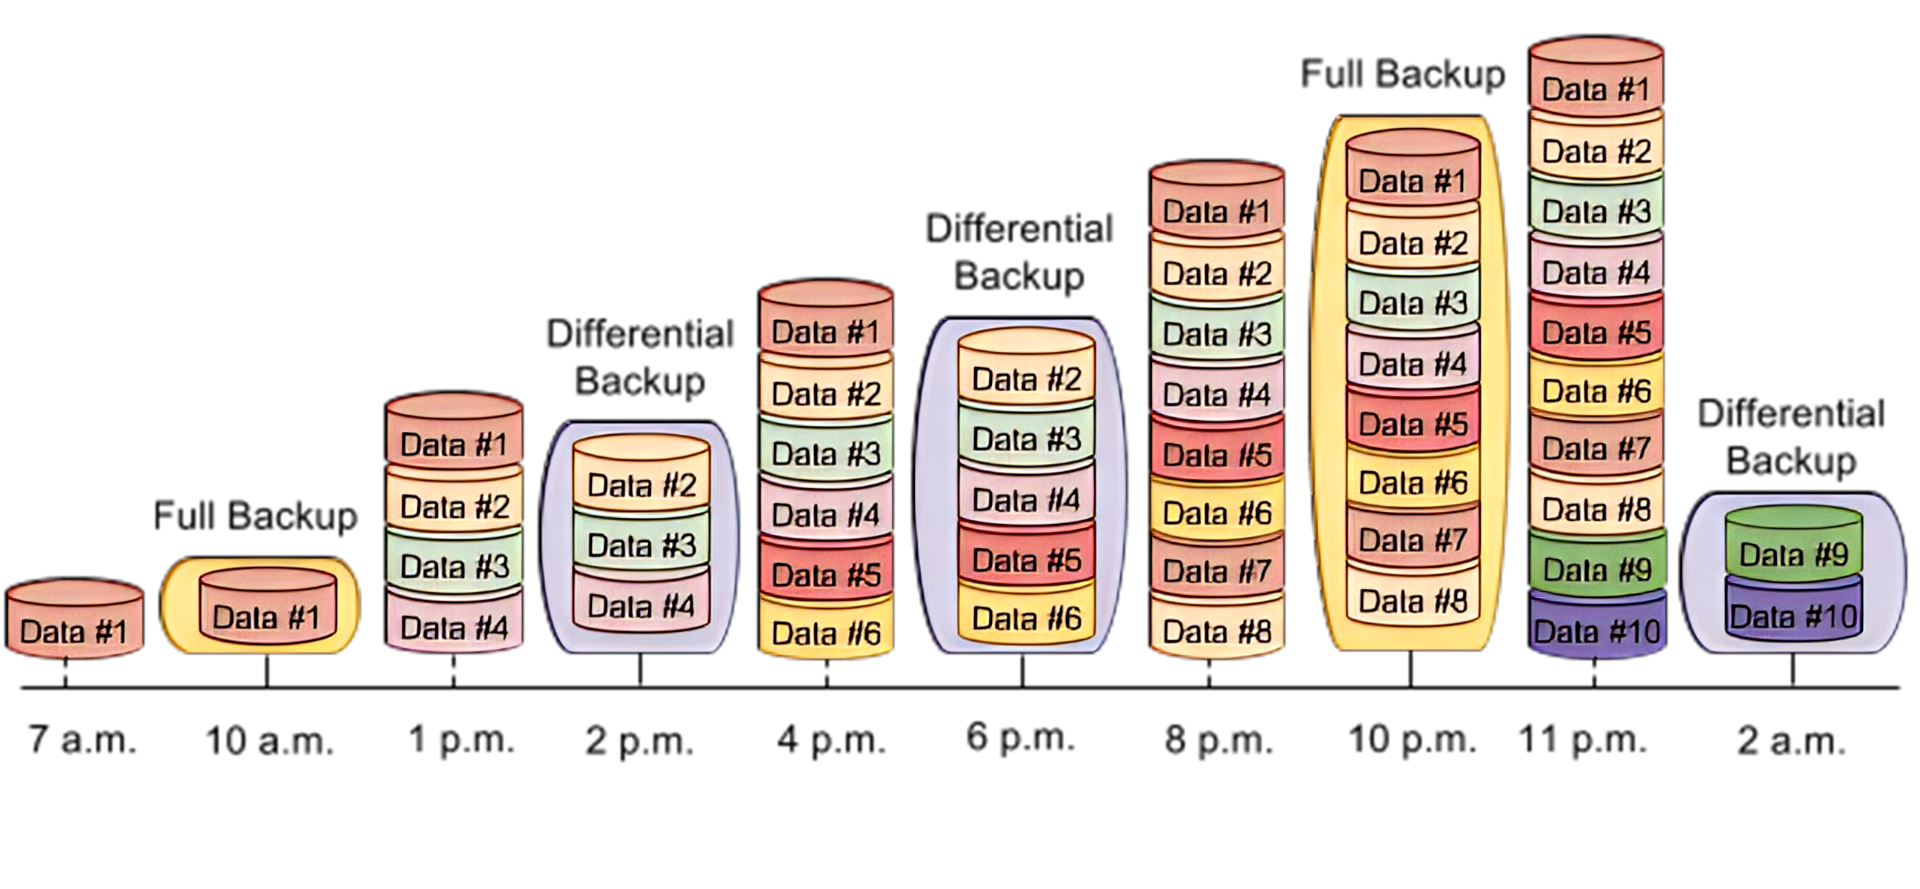 Data #1
7 a.m.
Full Backup
Data #1
10 a.m.
Data #1
Data #2
Data #3
Data #4
1 p.m.
Differential
Backup
Data #2
Data #3
Data #4
2 p.m.
Data #1
Data #2
Data #3
Data #4
Data #5
Data #6
4 p.m.
Differential
Backup
Data #2
Data #3
Data #4
Data #5
Data #6
6 p.m.
Data #1
Data #2
Data #3
Data #4
Data #5
Data #6
Data #7
Data #8
8 p.m.
Full Backup
Data #1
Data #2
Data #3
Data #4
Data #5
Data #6
Data #7
Data #8
10 p.m.
Data #1
Data #2
Data #3
Data #4
Data #5
Data #6
Data #7
Data #8
Data #9
Data #10
11 p.m.
Differential
Backup
Data #9
Data #10
2 a.m.